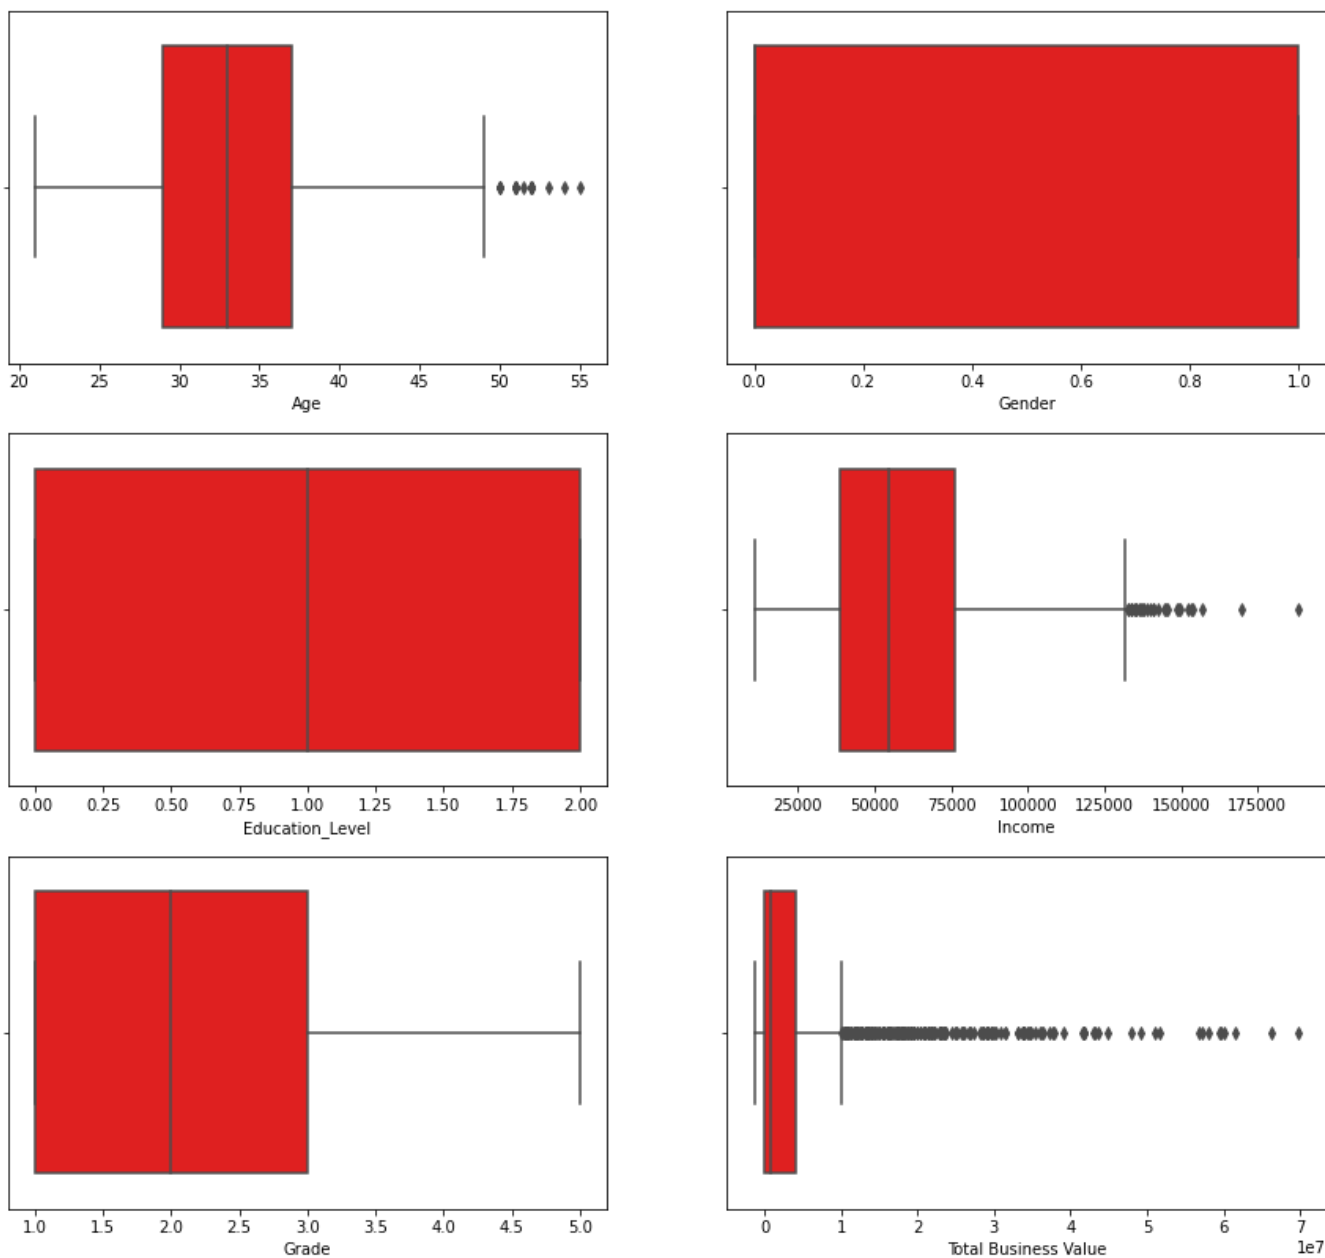 20 25 30 35 40 45 50 55
Age
0.0 0.2 0.4 0.6 0.8 1.0
Gender
0.00 0.25 0.50 0.75 1.00 1.25 1.50 1.75 2.00
Education_Level
25000 50000 75000 100000 125000 150000 175000
Income
1.0 1.5 2.0 2.5 3.0 3.5 4.0 4.5 5.0
Grade
0 1 2 3 4 5 6 7
Total Business Value
1e7